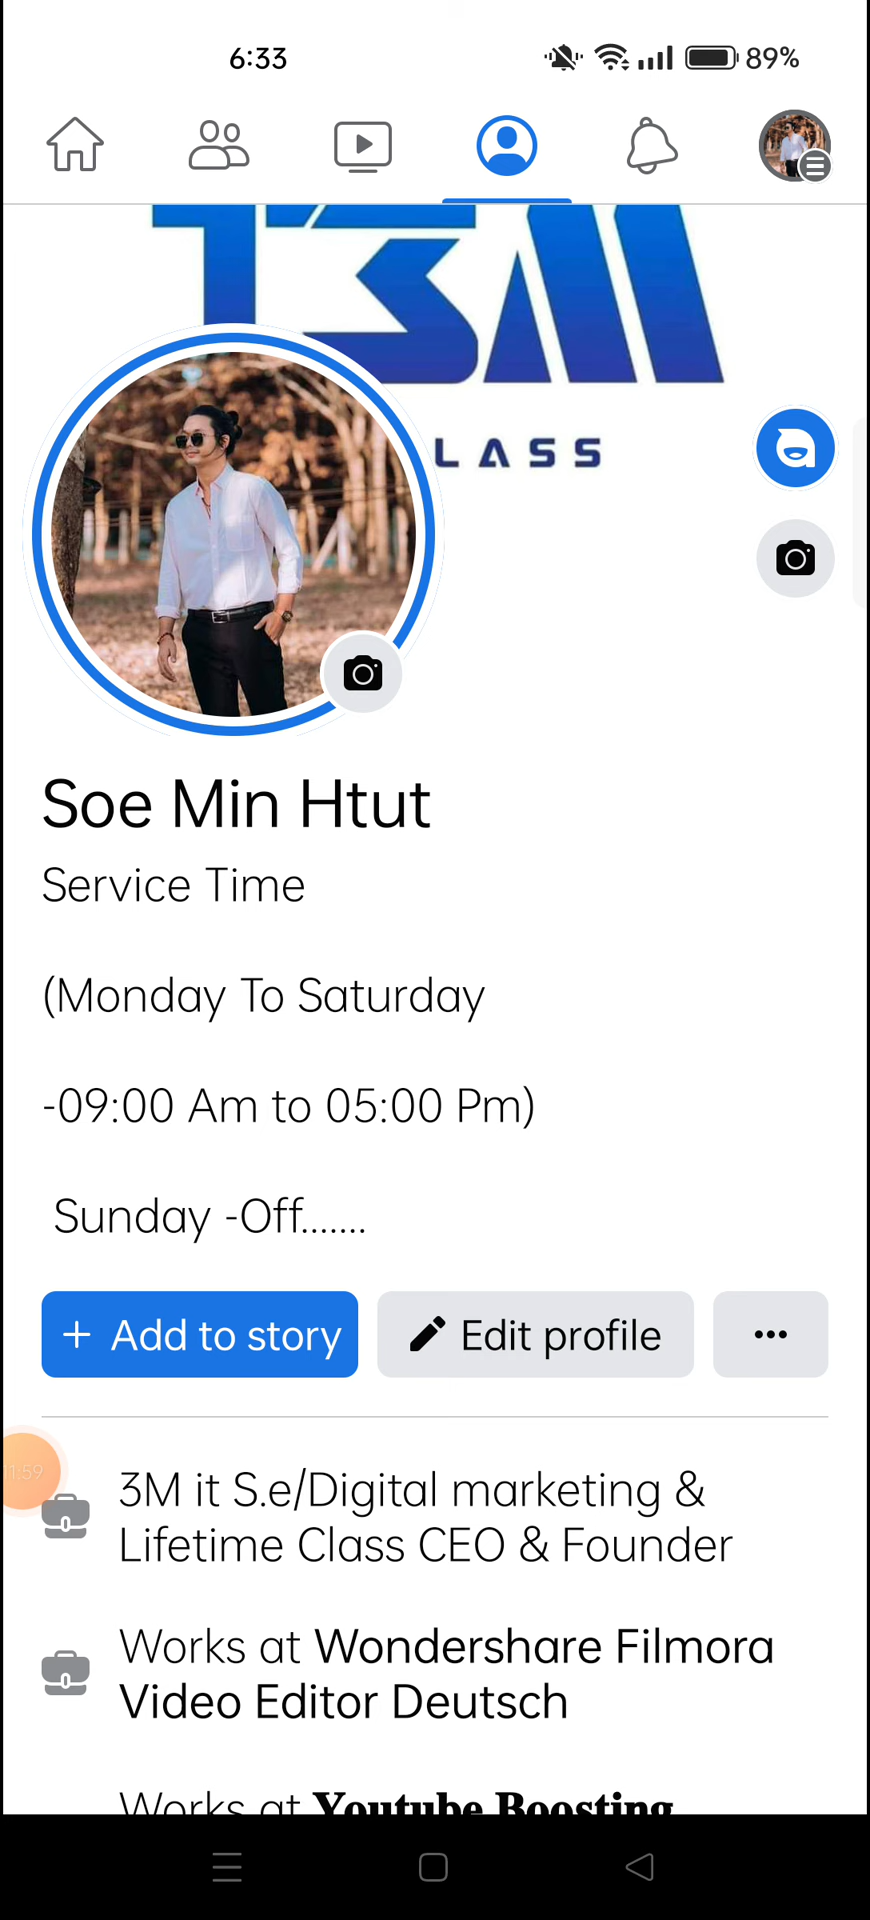 6:33
89%
3M
LASS
Soe Min Htut
Service Time
(Monday To Saturday
-09:00 Am to 05:00 Pm)
Sunday -Off.......
+ Add to story
Edit profile
...
11:59
3M it S.e/Digital marketing &
Lifetime Class CEO & Founder
Works at Wondershare Filmora
Video Editor Deutsch
Works at Youtube Boosting